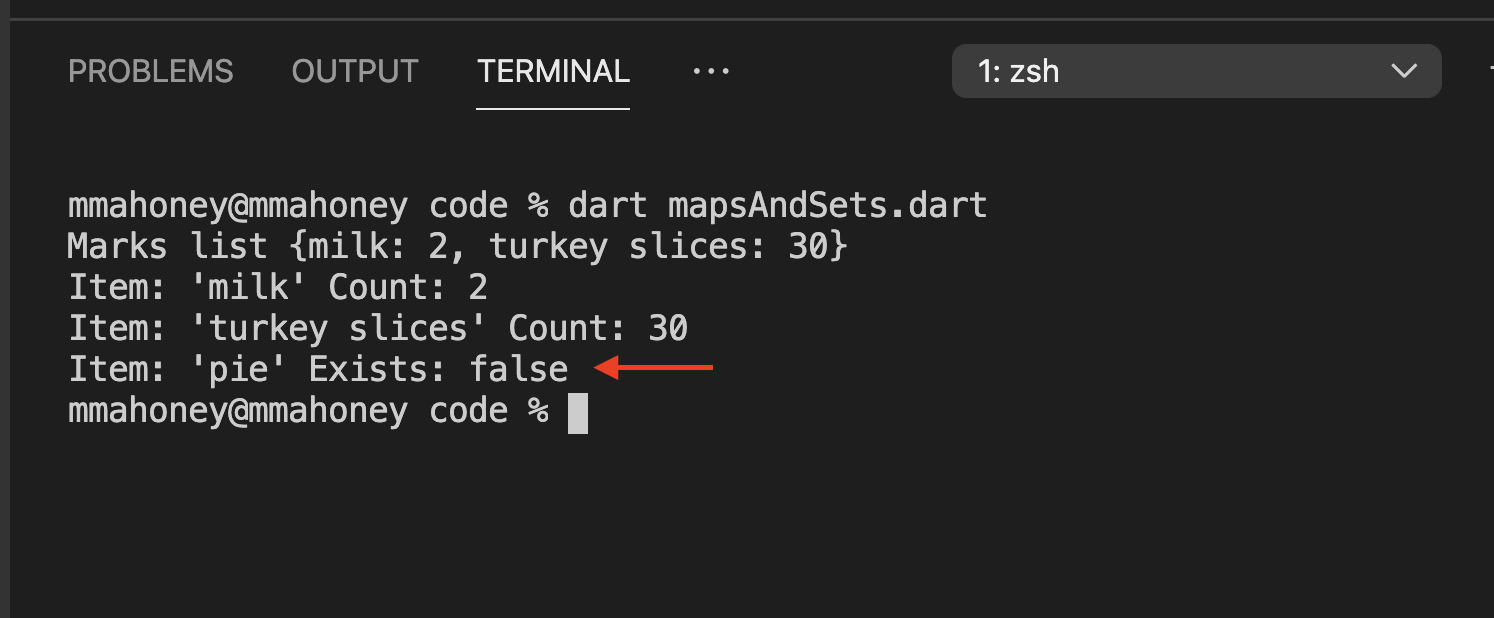 PROBLEMS OUTPUT TERMINAL ··· 1: zsh
mmahoney@mmahoney code % dart mapsAndSets.dart
Marks list {milk: 2, turkey slices: 30}
Item: 'milk' Count: 2
Item: 'turkey slices' Count: 30
Item: 'pie' Exists: false
mmahoney@mmahoney code %